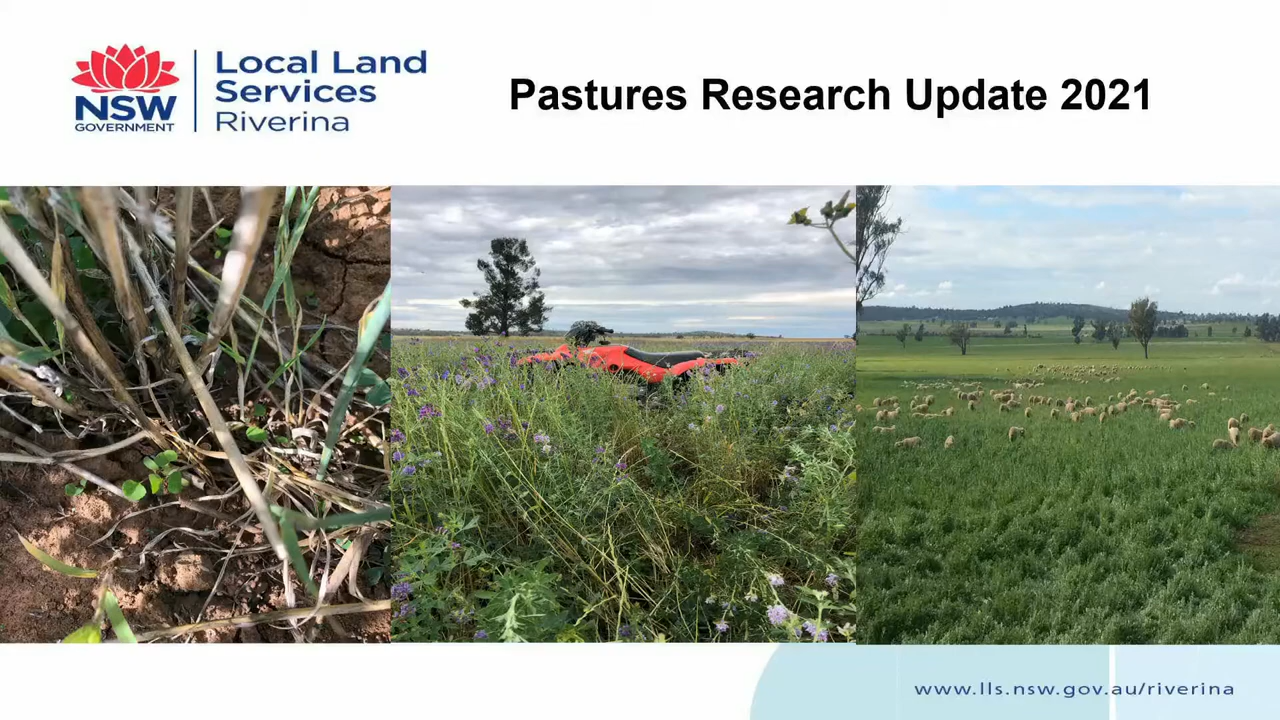 Local Land
Services
Riverina
NSW
GOVERNMENT
Pastures Research Update 2021
www.lls.nsw.gov.au/riverina